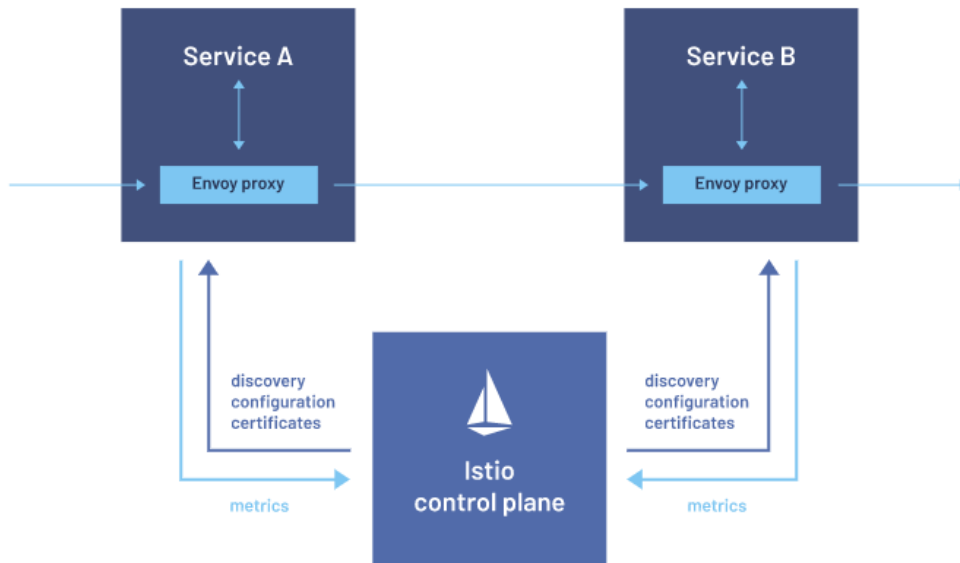 Service A
Envoy proxy
Service B
Envoy proxy
discovery
configuration
certificates
metrics
Istio
control plane
discovery
configuration
certificates
metrics